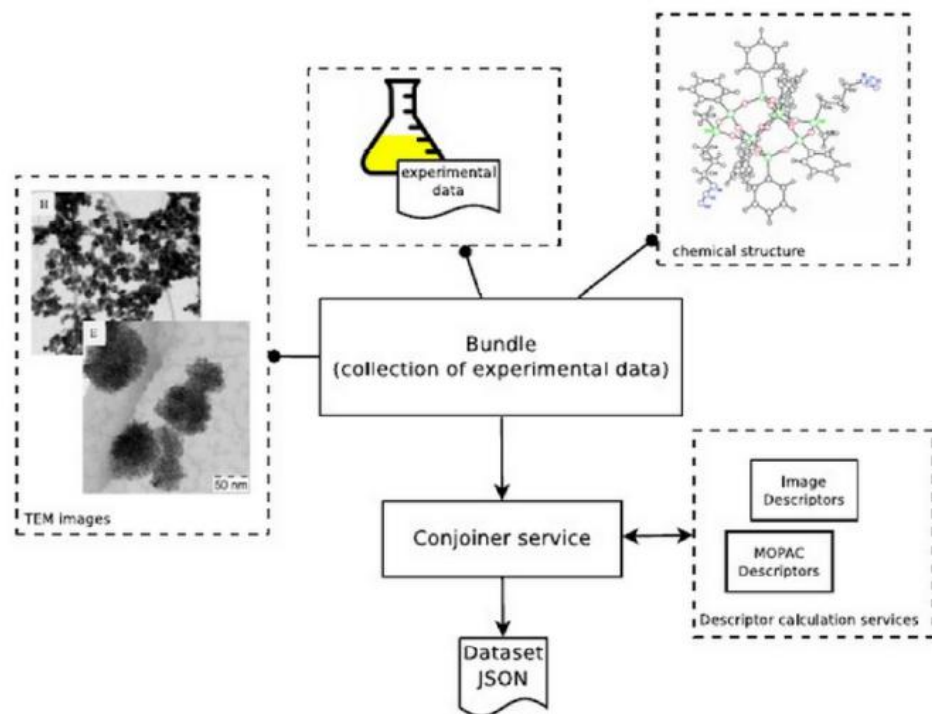 experimental
data
chemical structure
H
E
50 nm
TEM images
Bundle
(collection of experimental data)
Conjoiner service
Image
Descriptors
MOPAC
Descriptors
Descriptor calculation services
Dataset
JSON